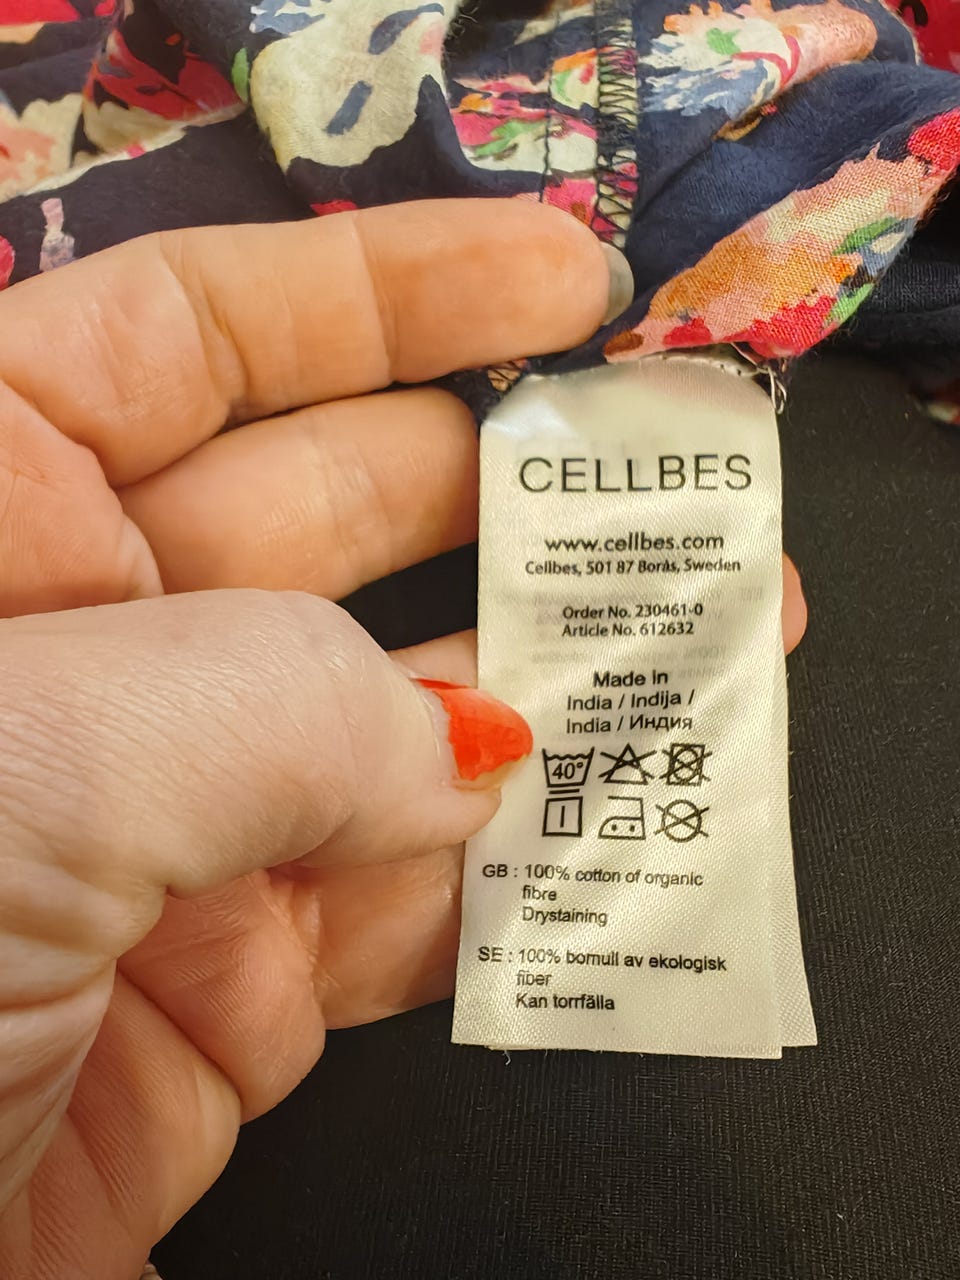 CELLBES
www.cellbes.com
Cellbes, 501 87 Borås, Sweden
Order No. 230461-0
Article No. 612632
Made in
India / Indija /
India / Индия
40°
GB : 100% cotton of organic
fibre
Drystaining
SE : 100% bomull av ekologisk
fiber
Kan torrfälla